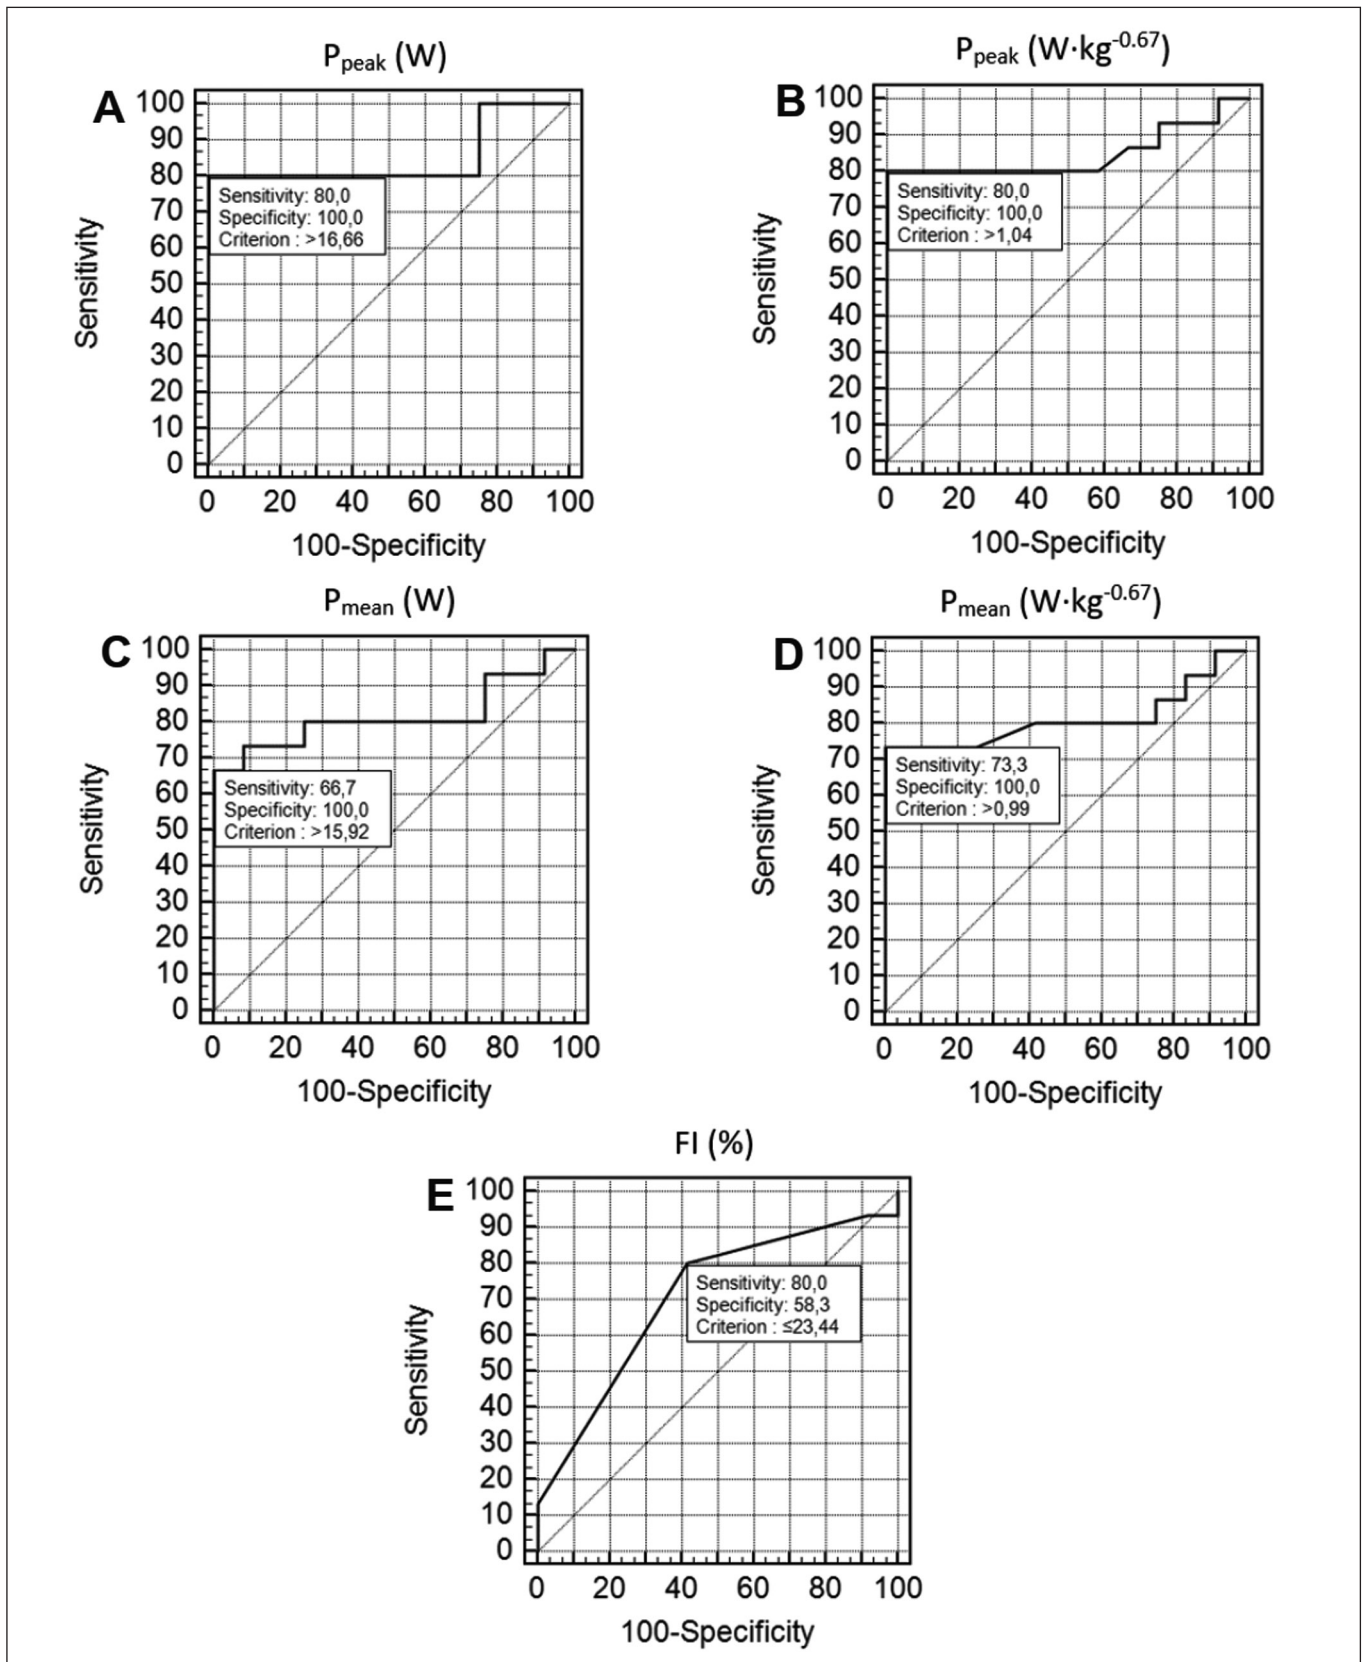 P_peak (W)
A
100
90
80
70
60
50
40
30
20
10
0
Sensitivity
Sensitivity: 80,0
Specificity: 100,0
Criterion : >16,66
0 20 40 60 80 100
100-Specificity
P_peak (W·kg^-0.67)
B
100
90
80
70
60
50
40
30
20
10
0
Sensitivity
Sensitivity: 80,0
Specificity: 100,0
Criterion : >1,04
0 20 40 60 80 100
100-Specificity
P_mean (W)
C
100
90
80
70
60
50
40
30
20
10
0
Sensitivity
Sensitivity: 66,7
Specificity: 100,0
Criterion : >15,92
0 20 40 60 80 100
100-Specificity
P_mean (W·kg^-0.67)
D
100
90
80
70
60
50
40
30
20
10
0
Sensitivity
Sensitivity: 73,3
Specificity: 100,0
Criterion : >0,99
0 20 40 60 80 100
100-Specificity
FI (%)
E
100
90
80
70
60
50
40
30
20
10
0
Sensitivity
Sensitivity: 80,0
Specificity: 58,3
Criterion : ≤23,44
0 20 40 60 80 100
100-Specificity